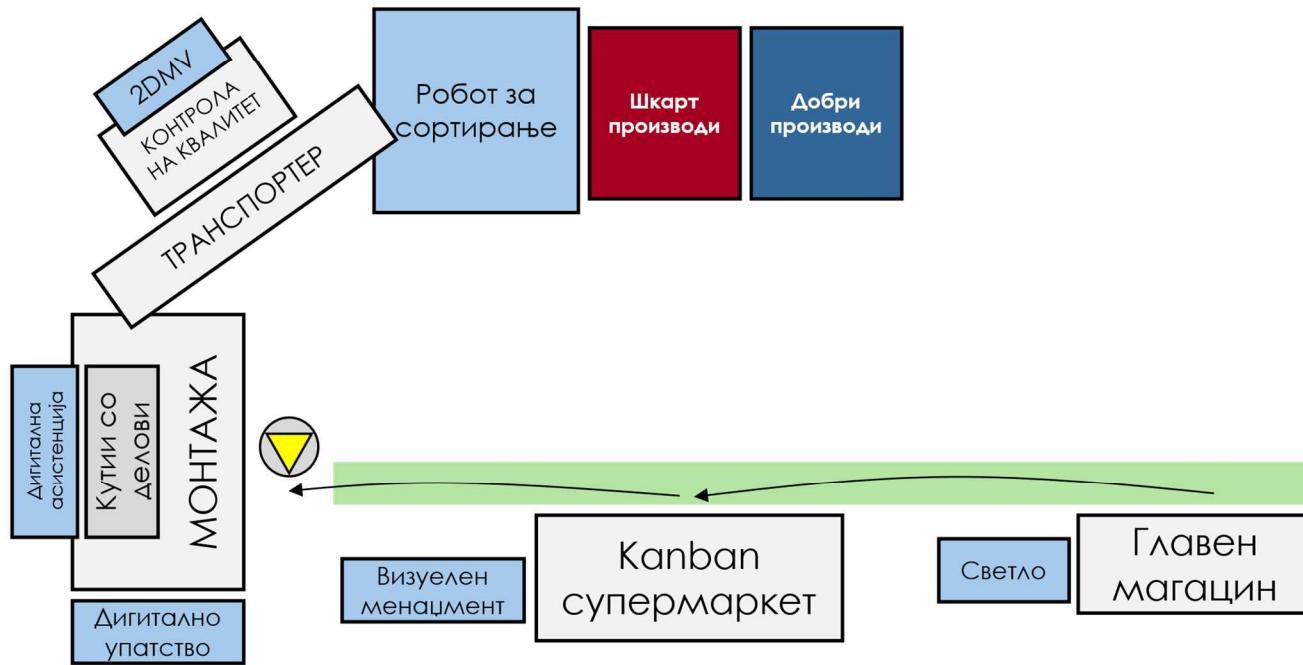 2DMV
КОНТРОЛА
НА КВАЛИТЕТ
ТРАНСПОРТЕР
Робот за
сортирање
Шкарт
производи
Добри
производи
Дигитална
асистенција
Кутии со
делови
МОНТАЖА
Дигитално
упатство
Визуелен
менаџмент
Kanban
супермаркет
Светло
Главен
магацин